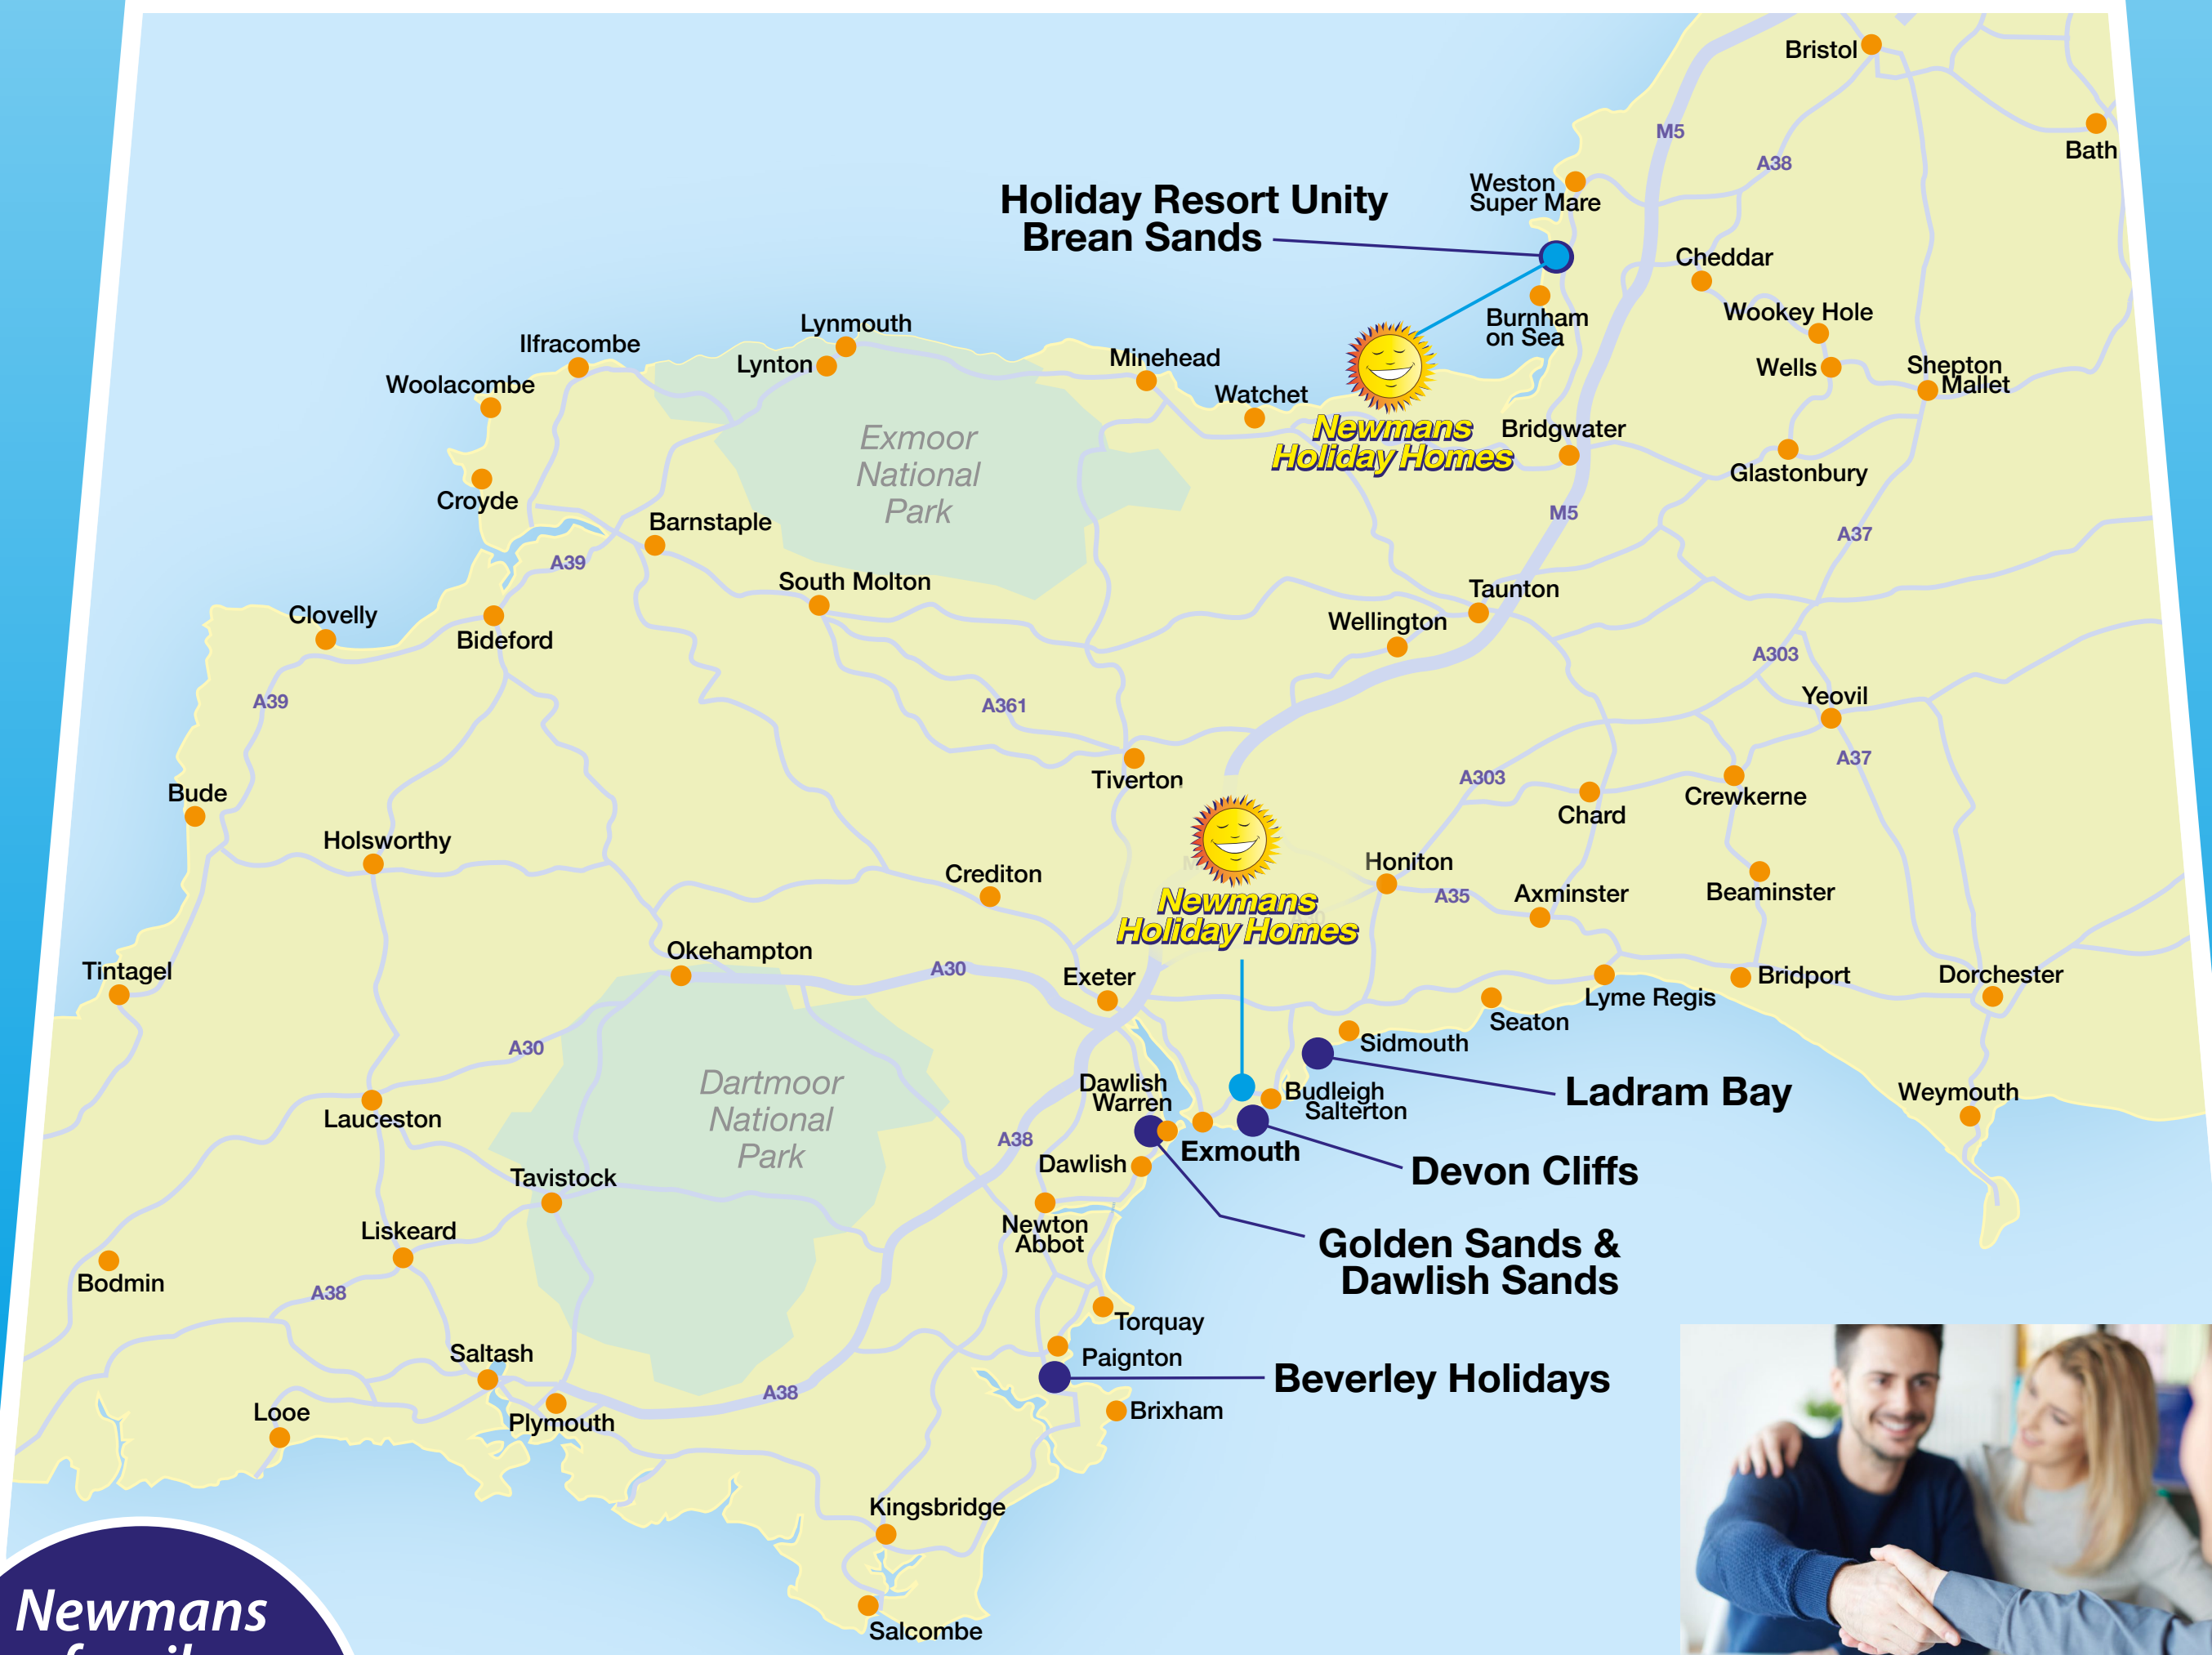 Bristol
M5
Bath
A38
Weston
Super Mare
Holiday Resort Unity
Brean Sands
Cheddar
Wookey Hole
Burnham
on Sea
Lynmouth
Ilfracombe
Lynton
Minehead
Wells
Shepton
Mallet
Woolacombe
Watchet
Newmans
Holiday Homes
Bridgwater
Exmoor
National
Park
Glastonbury
Croyde
M5
Barnstaple
A37
A39
South Molton
Taunton
Clovelly
Wellington
Bideford
A303
A39
A361
Yeovil
A37
Tiverton
A303
Bude
Crewkerne
Chard
Holsworthy
Honiton
Crediton
A35
Axminster
Beaminster
Newmans
Holiday Homes
Okehampton
A30
Exeter
Tintagel
Bridport
Dorchester
Lyme Regis
Seaton
A30
Sidmouth
Dartmoor
National
Park
Dawlish
Warren
Budleigh
Salterton
Ladram Bay
Weymouth
Lauceston
A38
Exmouth
Dawlish
Devon Cliffs
Tavistock
Newton
Abbot
Liskeard
Golden Sands &
Dawlish Sands
Bodmin
A38
Torquay
Saltash
Paignton
Beverley Holidays
A38
Looe
Plymouth
Brixham
Kingsbridge
Salcombe
Newmans